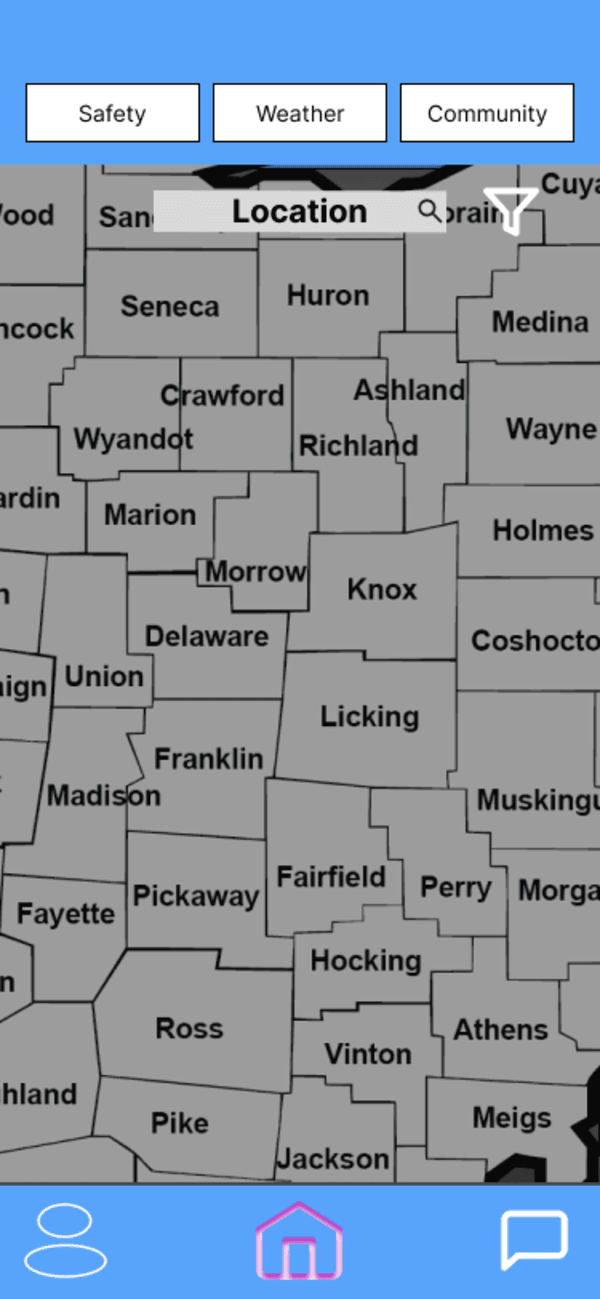 Safety
Weather
Community
Location
Seneca
Huron
Medina
Crawford
Ashland
Wyandot
Richland
Wayne
Marion
Holmes
Morrow
Knox
Delaware
Union
Licking
Franklin
Madison
Fairfield
Perry
Pickaway
Fayette
Hocking
Ross
Athens
Vinton
Pike
Meigs
Jackson